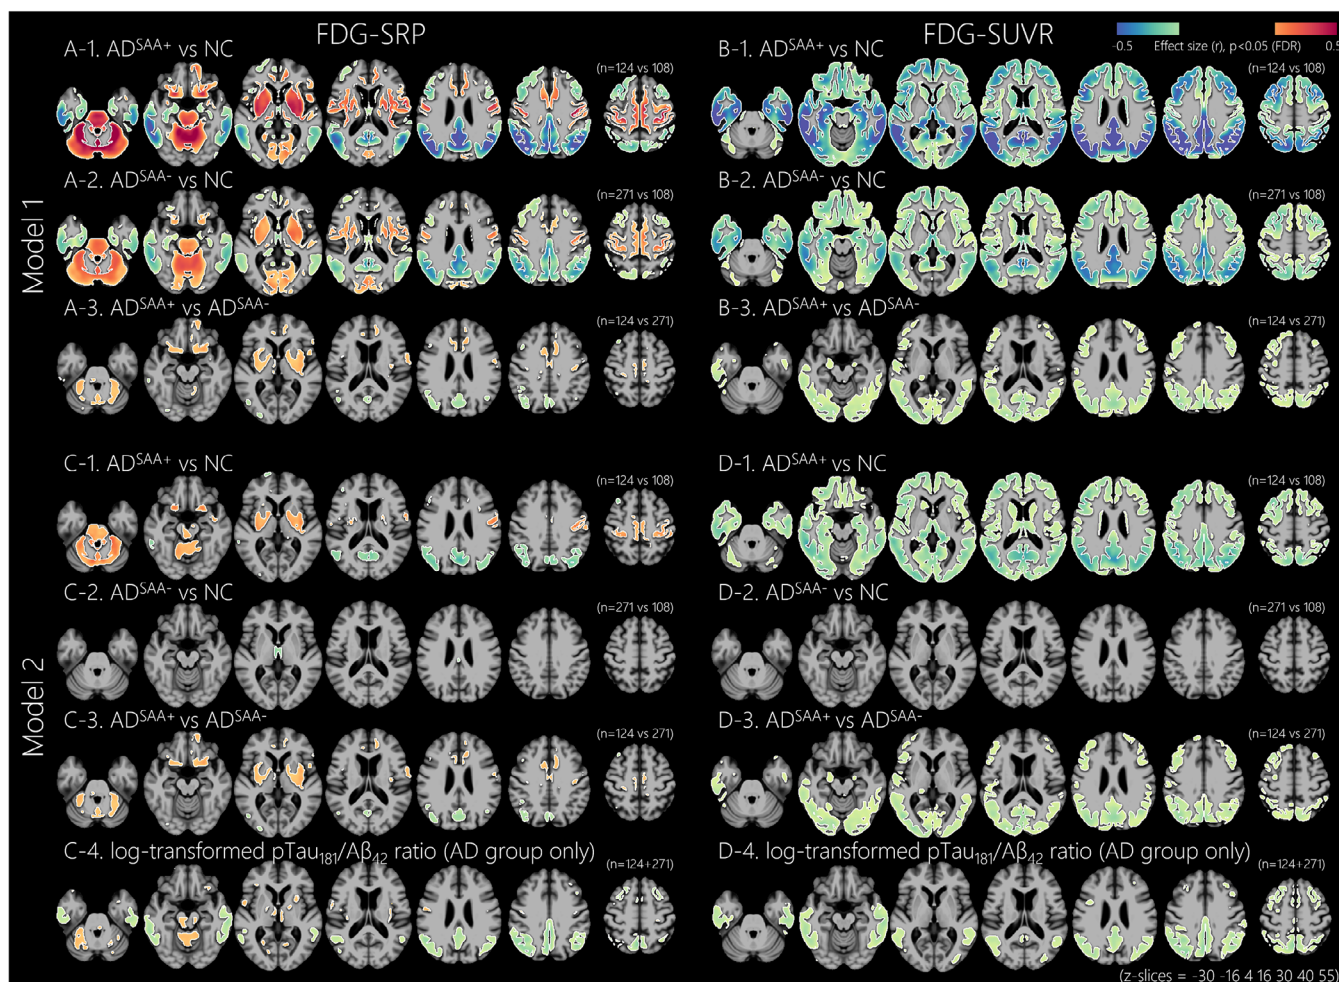 FDG-SRP
FDG-SUVR
-0.5 Effect size (r), p<0.05 (FDR) 0.5
Model 1
A-1. AD^SAA+ vs NC
(n=124 vs 108)
B-1. AD^SAA+ vs NC
(n=124 vs 108)
A-2. AD^SAA- vs NC
(n=271 vs 108)
B-2. AD^SAA- vs NC
(n=271 vs 108)
A-3. AD^SAA+ vs AD^SAA-
(n=124 vs 271)
B-3. AD^SAA+ vs AD^SAA-
(n=124 vs 271)
Model 2
C-1. AD^SAA+ vs NC
(n=124 vs 108)
D-1. AD^SAA+ vs NC
(n=124 vs 108)
C-2. AD^SAA- vs NC
(n=271 vs 108)
D-2. AD^SAA- vs NC
(n=271 vs 108)
C-3. AD^SAA+ vs AD^SAA-
(n=124 vs 271)
D-3. AD^SAA+ vs AD^SAA-
(n=124 vs 271)
C-4. log-transformed pTau₁₈₁/Aβ₄₂ ratio (AD group only)
(n=124+271)
D-4. log-transformed pTau₁₈₁/Aβ₄₂ ratio (AD group only)
(n=124+271)
(z-slices = -30 -16 4 16 30 40 55)